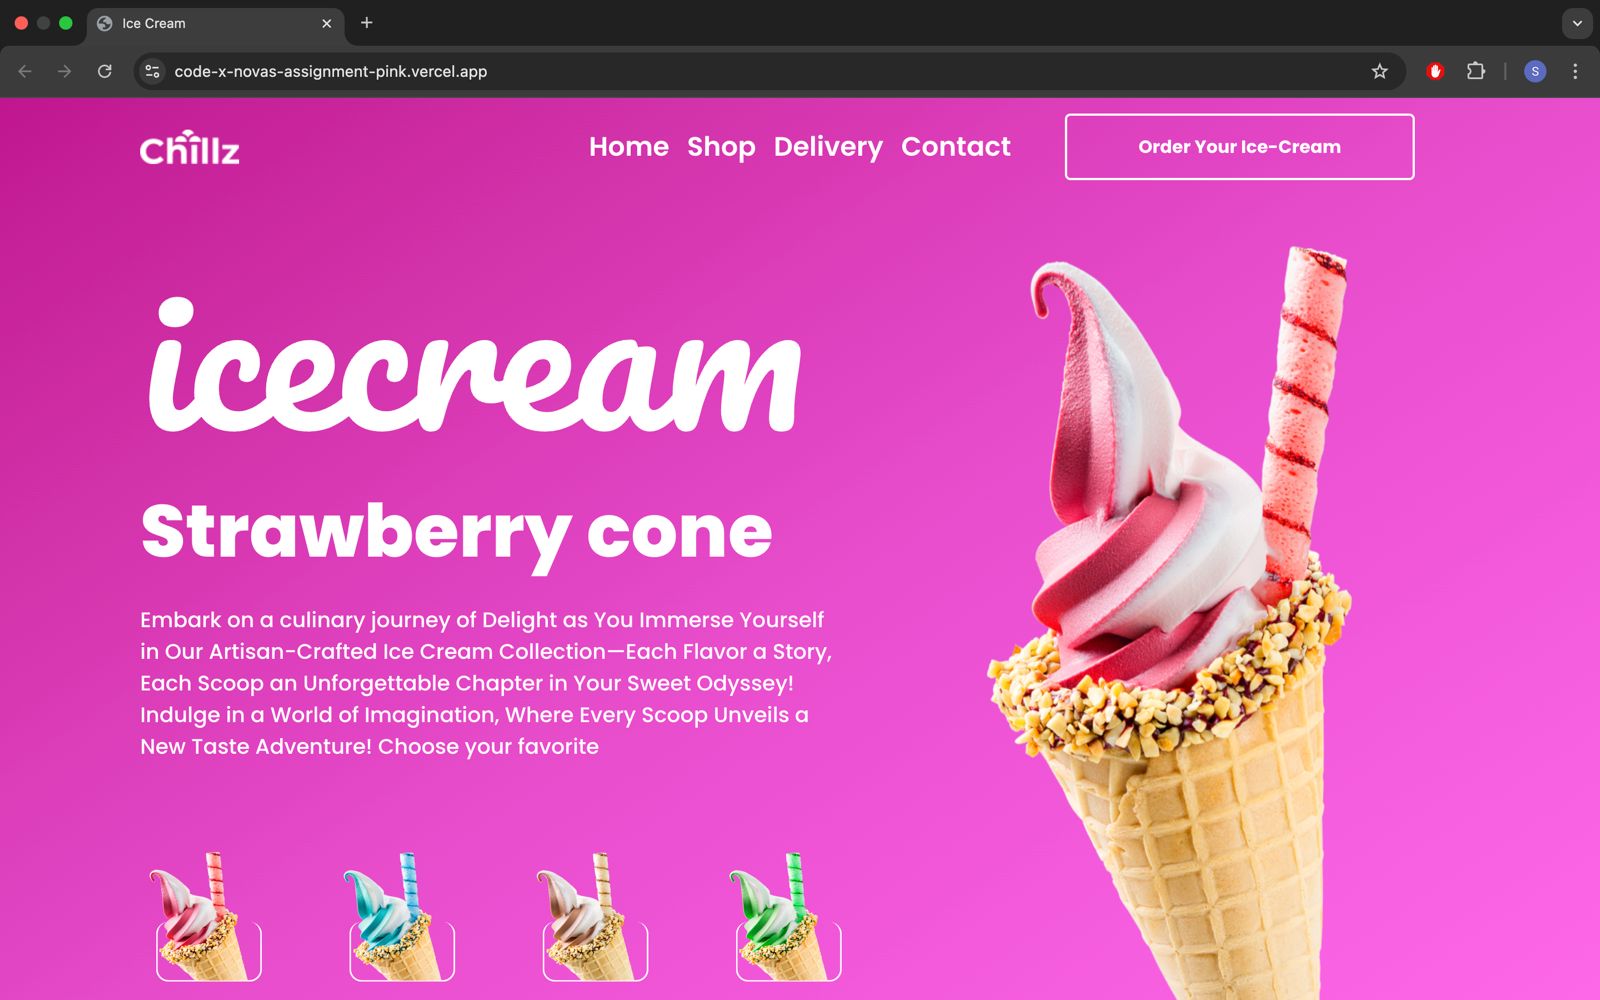 Ice Cream
code-x-novas-assignment-pink.vercel.app
S
Chillz
Home Shop Delivery Contact
Order Your Ice-Cream
icecream
Strawberry cone
Embark on a culinary journey of Delight as You Immerse Yourself
in Our Artisan-Crafted Ice Cream Collection—Each Flavor a Story,
Each Scoop an Unforgettable Chapter in Your Sweet Odyssey!
Indulge in a World of Imagination, Where Every Scoop Unveils a
New Taste Adventure! Choose your favorite